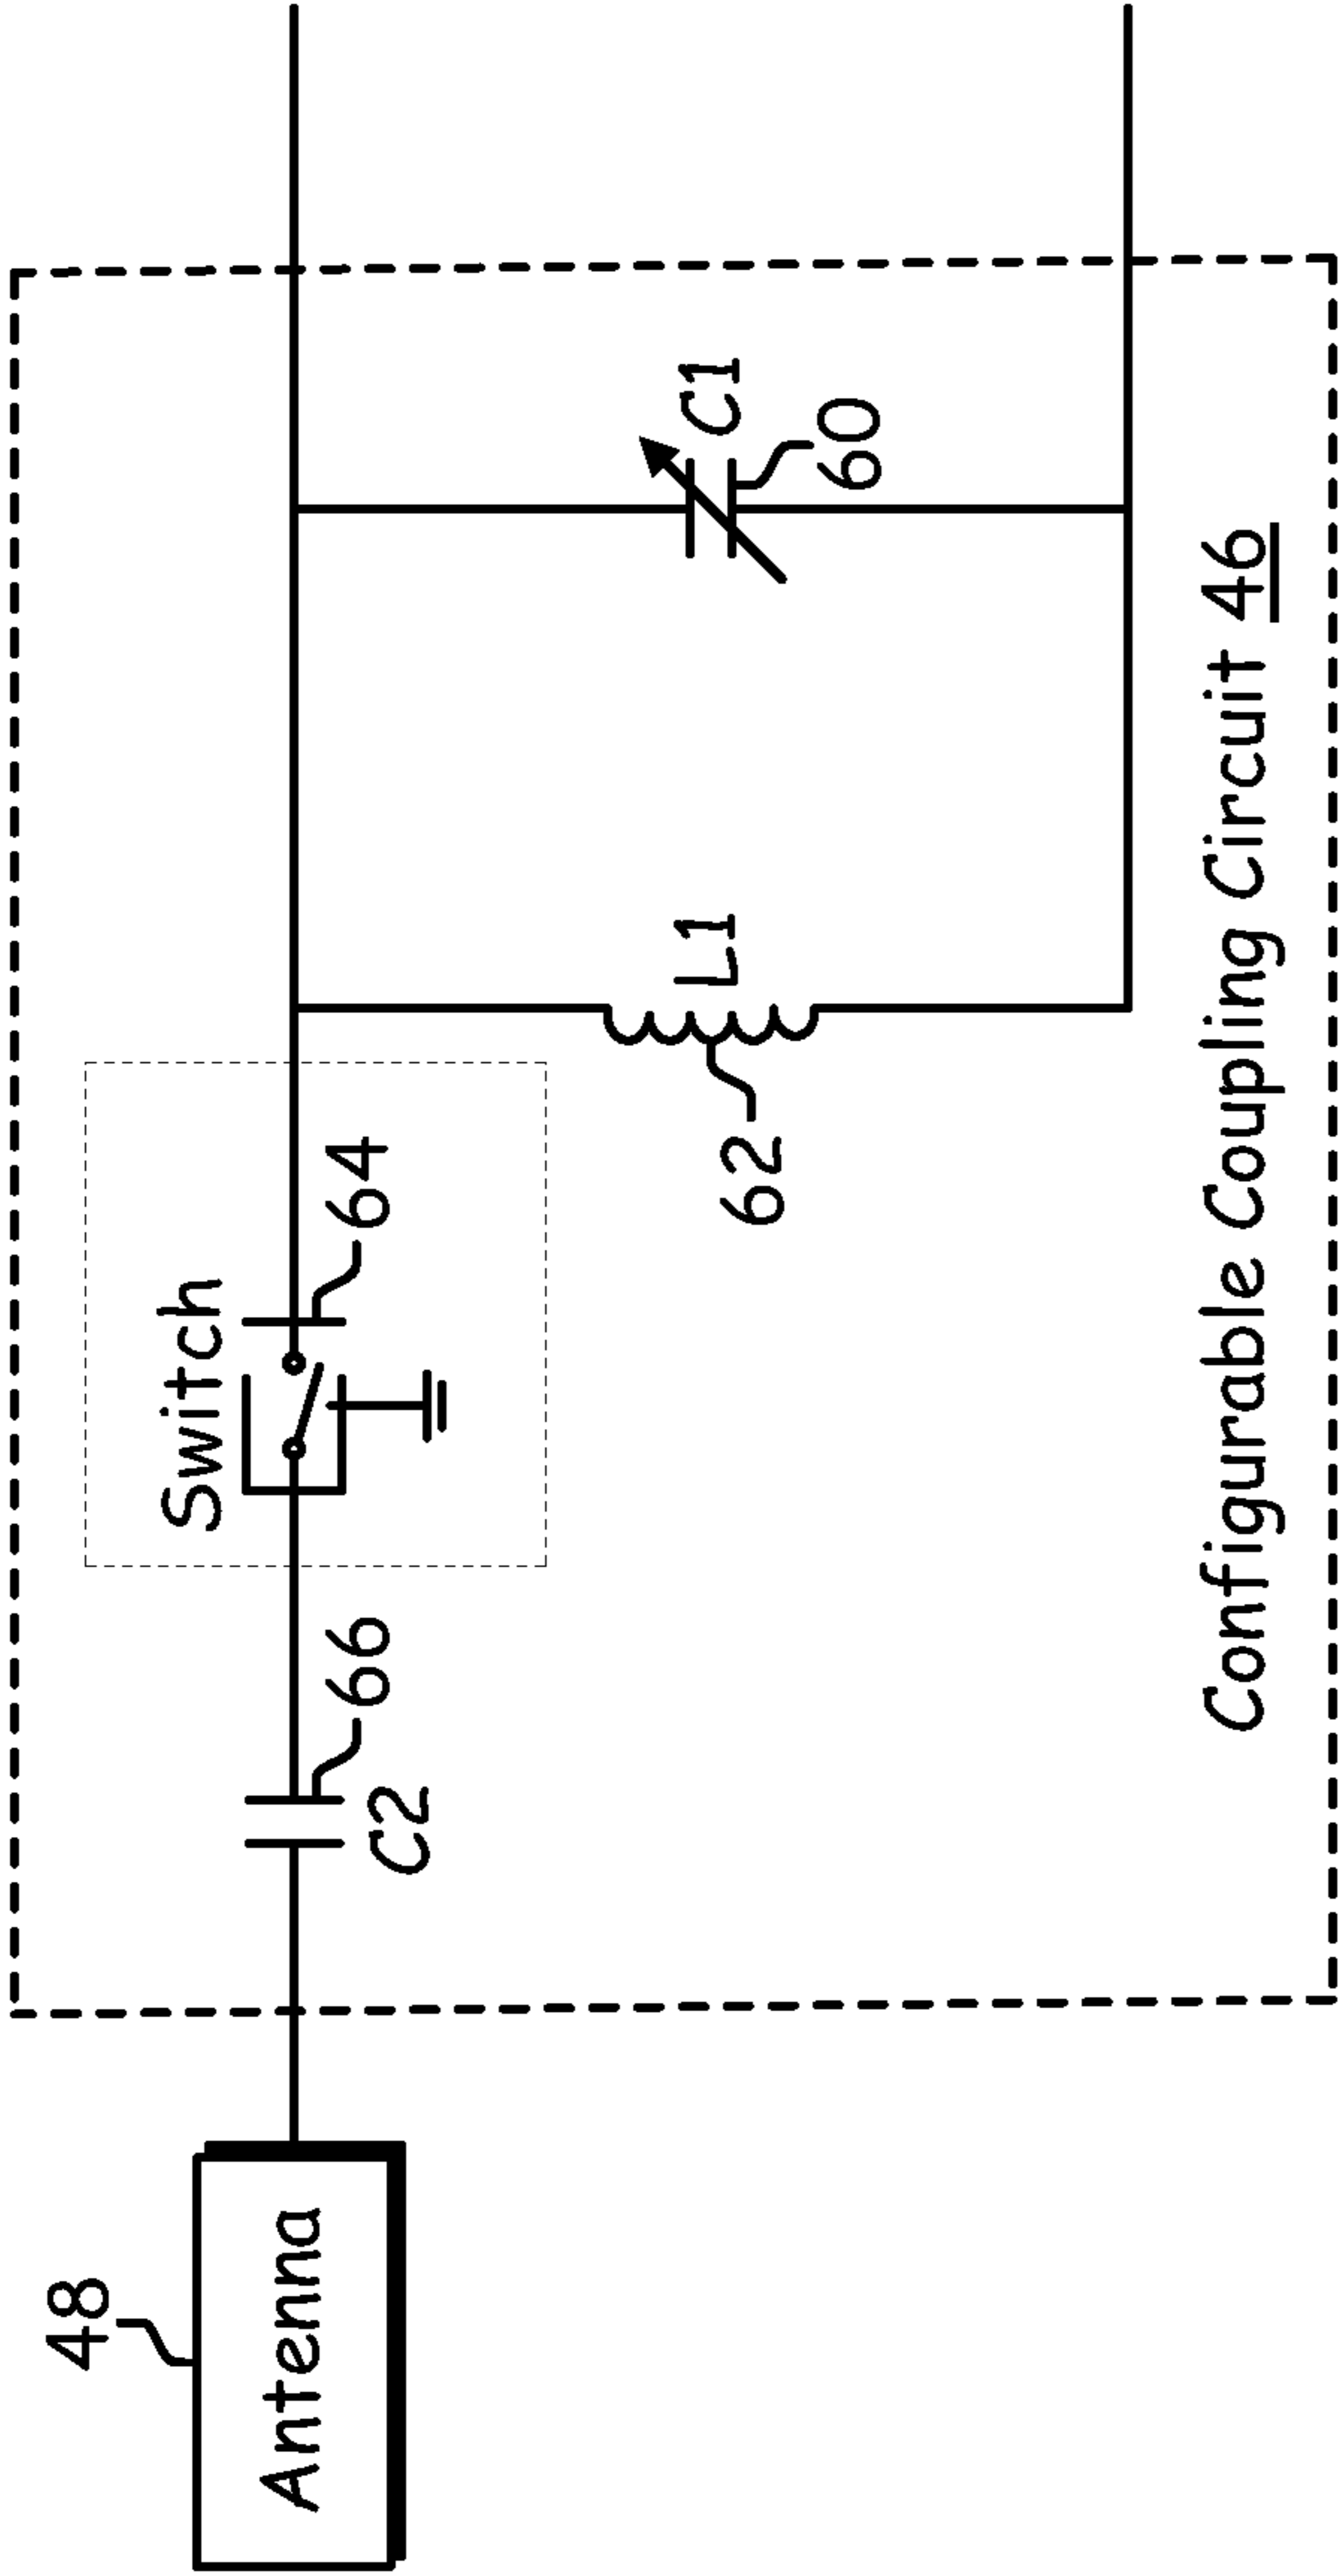 48
Antenna
66
C2
Switch
64
62
L1
C1
60
Configurable Coupling Circuit 46